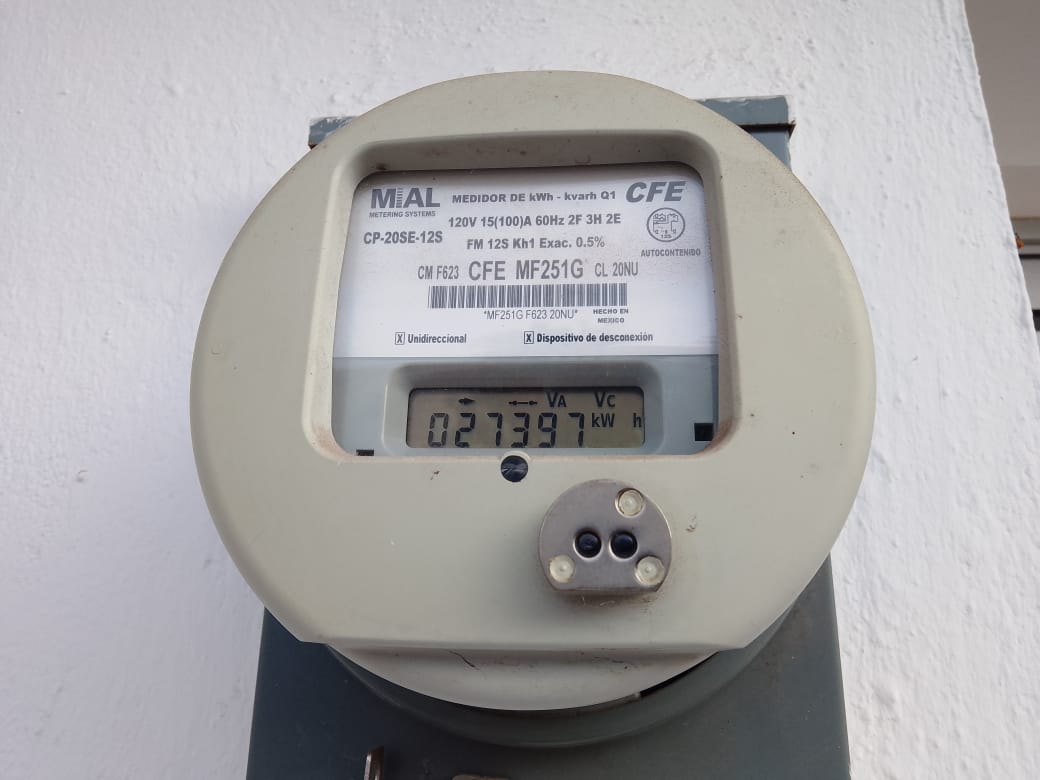 MIAL
METERING SYSTEMS
MEDIDOR DE kWh - kvarh Q1
CFE
120V 15(100)A 60Hz 2F 3H 2E
CP-20SE-12S
FM 12S Kh1 Exac. 0.5%
AUTOCONTENIDO
CM F623 CFE MF251G CL 20NU
*MF251G F623 20NU*
HECHO EN
MEXICO
X Unidireccional
X Dispositivo de desconexión
VA VC
027397 kW h